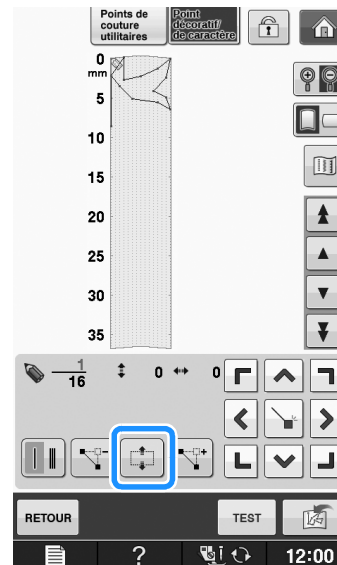 Points de
couture
utilitaires
Point
décoratif/
de caractère
0
mm
5
10
15
20
25
30
35
1
16
0
0
RETOUR
TEST
?
12:00